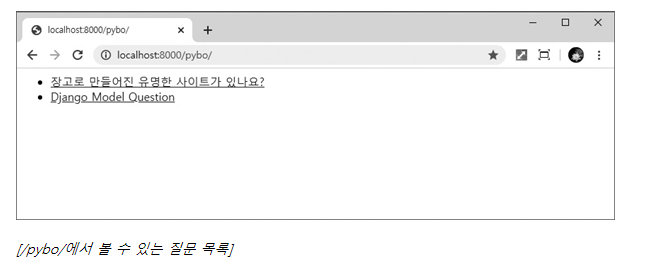 localhost:8000/pybo/
localhost:8000/pybo/
장고로 만들어진 유명한 사이트가 있나요?
Django Model Question
[/pybo/에서 볼 수 있는 질문 목록]